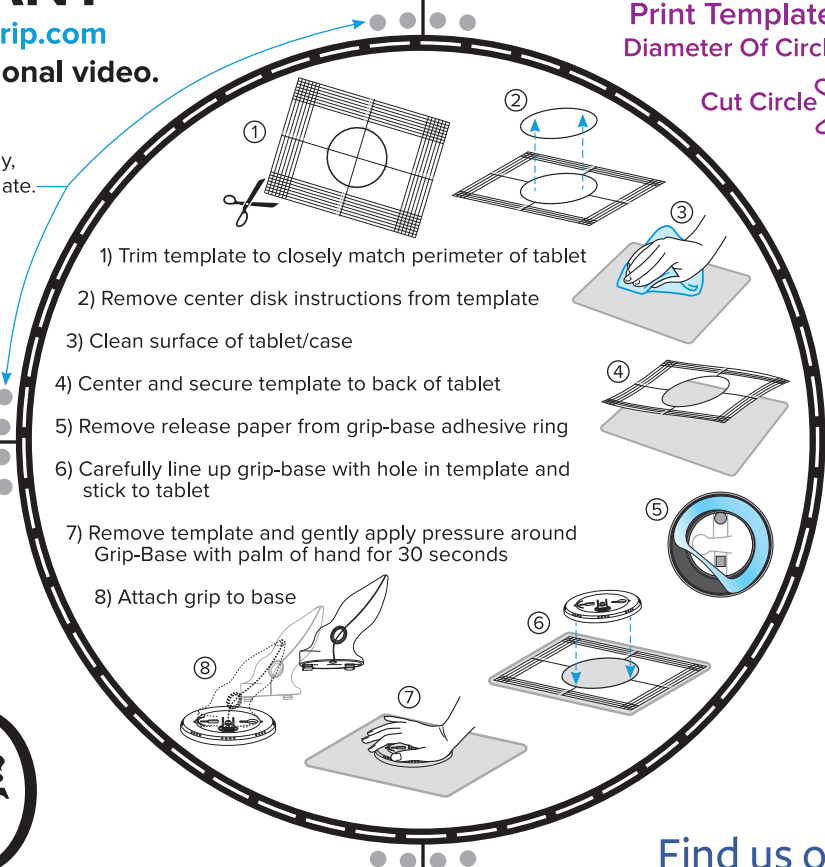 rip.com
onal video.
Print Template
Diameter Of Circl
Cut Circle
y,
ate.
1
2
3
1) Trim template to closely match perimeter of tablet
2) Remove center disk instructions from template
3) Clean surface of tablet/case
4) Center and secure template to back of tablet
4
5) Remove release paper from grip-base adhesive ring
6) Carefully line up grip-base with hole in template and
stick to tablet
5
7) Remove template and gently apply pressure around
Grip-Base with palm of hand for 30 seconds
8) Attach grip to base
6
8
7
Find us o